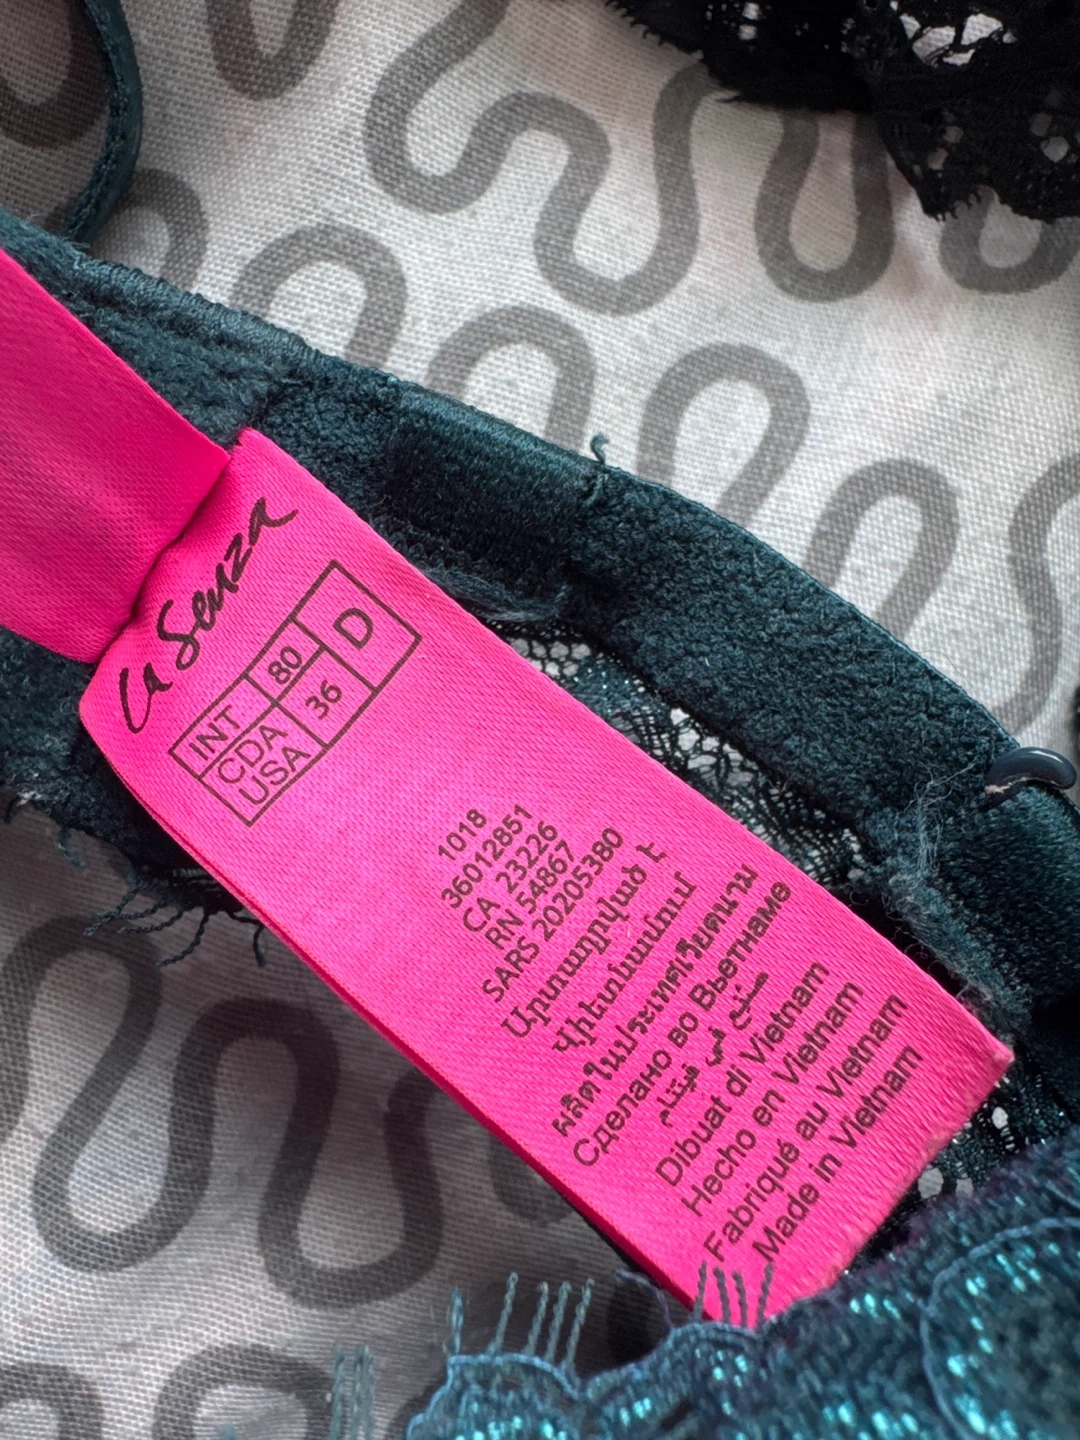 La Senza
INT 80 D
CDA USA 36
1018
36012851
CA 23226
RN 54867
SARS 20205380
Արտադրված է
Վիետնամում
ผลิตในประเทศเวียดนาม
Сделано во Вьетнаме
صنع في فيتنام
Dibuat di Vietnam
Hecho en Vietnam
Fabriqué au Vietnam
Made in Vietnam